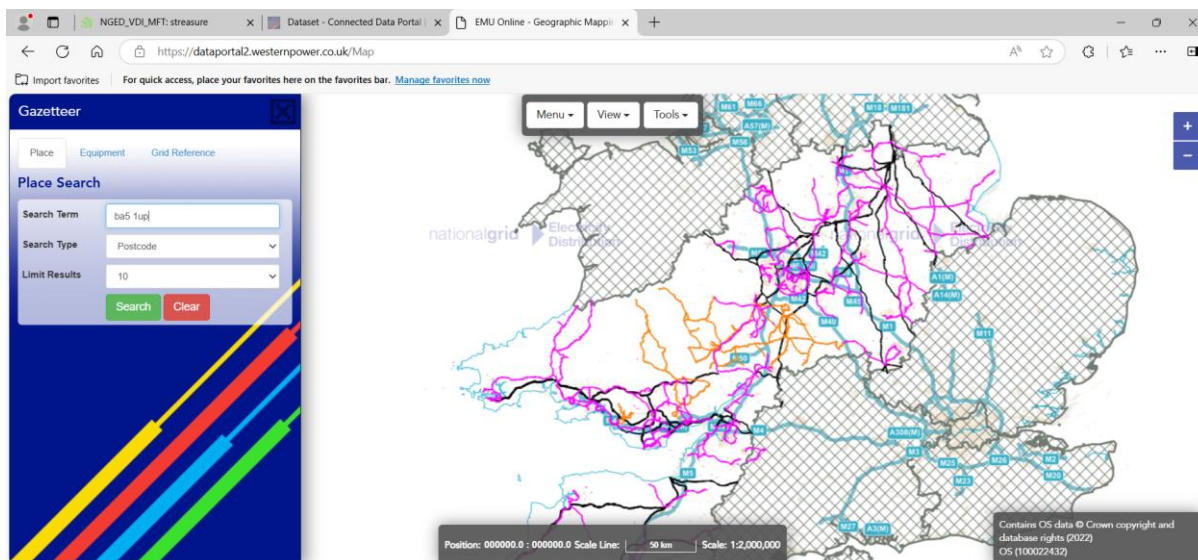 NGED_VDI_MFT: streasure
Dataset - Connected Data Portal
EMU Online - Geographic Mappi
https://dataportal2.westernpower.co.uk/Map
Import favorites
For quick access, place your favorites here on the favorites bar. Manage favorites now
Gazetteer
Menu
View
Tools
Place
Equipment
Grid Reference
Place Search
Search Term
ba5 1up
Search Type
Postcode
Limit Results
10
Search
Clear
M61
M66
A57(M)
M53
M56
M18
M181
nationalgrid
Electricity
Distribution
M42
A1(M)
A14(M)
M45
M40
M1
M11
M50
M4
M5
A308(M)
M3
M25
M26
M2
M20
M23
M27
A3(M)
Position: 000000.0 : 000000.0 Scale Line: 50 km Scale: 1:2,000,000
Contains OS data © Crown copyright and
database rights (2022)
OS (100022432)